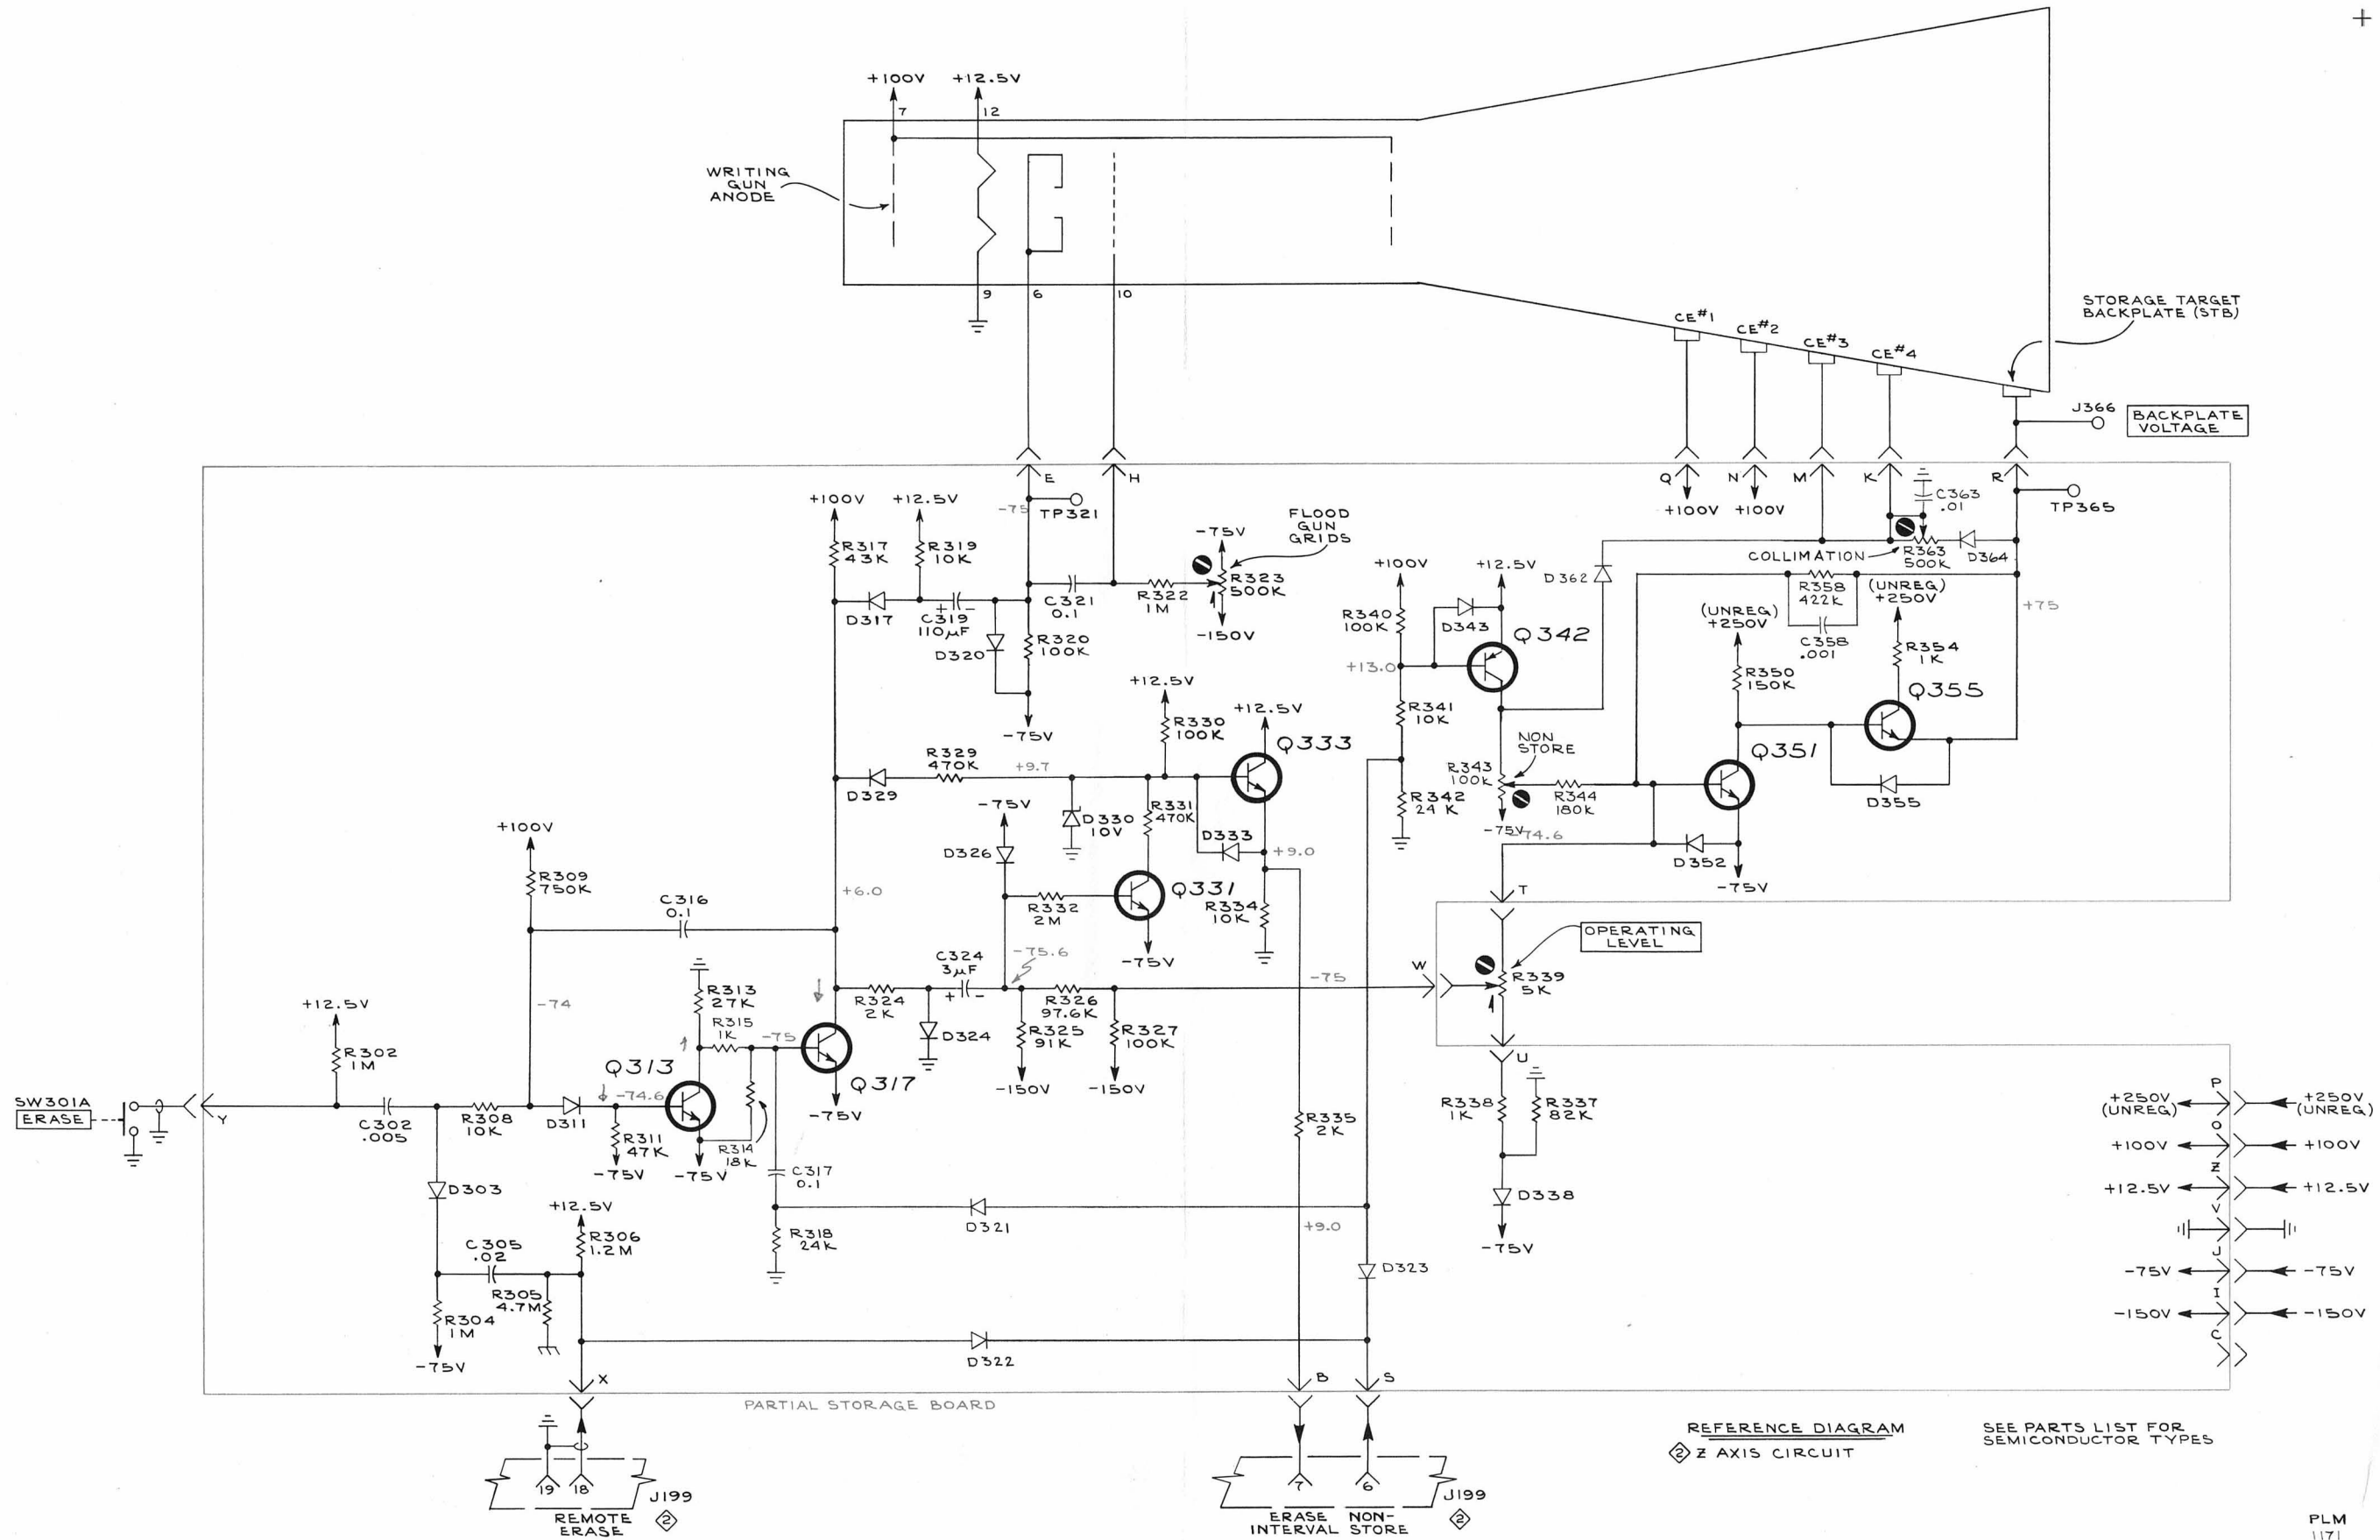 +100V
+12.5V
7
12
WRITING
GUN
ANODE
9
6
10
CE#1
CE#2
CE#3
CE#4
STORAGE TARGET
BACKPLATE (STB)
J366
BACKPLATE
VOLTAGE
E
H
Q
N
M
K
R
+100V
+100V
C363
.01
TP365
-75
TP321
+100V
+12.5V
R317
43K
R319
10K
FLOOD
GUN
GRIDS
-75V
R323
500K
-150V
D317
C319
110µF
+ -
D320
R320
100K
-75V
C321
0.1
R322
1M
+100V
R340
100K
+13.0
R341
10K
R342
24K
+12.5V
D343
Q342
D362
COLLIMATION
R363
500K
D364
R358
422K
C358
.001
(UNREG)
+250V
+75
(UNREG)
+250V
R350
150K
R354
1K
Q355
Q351
D355
D352
-75V
NON
STORE
R343
100K
R344
180K
-75V
-74.6
T
+12.5V
R330
100K
+12.5V
Q333
R329
470K
+9.7
D329
-75V
D330
10V
R331
470K
D333
+9.0
D326
R332
2M
Q331
-75V
R334
10K
+100V
R309
750K
+6.0
C316
0.1
-74
C324
3µF
+ -
-75.6
R324
2K
D324
R325
91K
-150V
R326
97.6K
R327
100K
-150V
-75
W
OPERATING
LEVEL
R339
5K
U
R313
27K
R315
1K
-75
Q317
-75V
+12.5V
R302
1M
SW301A
ERASE
Y
C302
.005
R308
10K
D311
-74.6
Q313
R311
47K
-75V
-75V
R314
18K
C317
0.1
R335
2K
R338
1K
R337
82K
D338
-75V
D303
+12.5V
R306
1.2M
C305
.02
R305
4.7M
R304
1M
-75V
R318
24K
D321
+9.0
D323
D322
X
B
S
P
+250V
(UNREG)
+250V
(UNREG)
O
+100V
+100V
Z
+12.5V
+12.5V
V
J
-75V
-75V
I
-150V
-150V
C
PARTIAL STORAGE BOARD
19
18
J199
2
REMOTE
ERASE
7
6
J199
2
ERASE NON-
INTERVAL STORE
REFERENCE DIAGRAM
2 Z AXIS CIRCUIT
SEE PARTS LIST FOR
SEMICONDUCTOR TYPES
PLM
1171